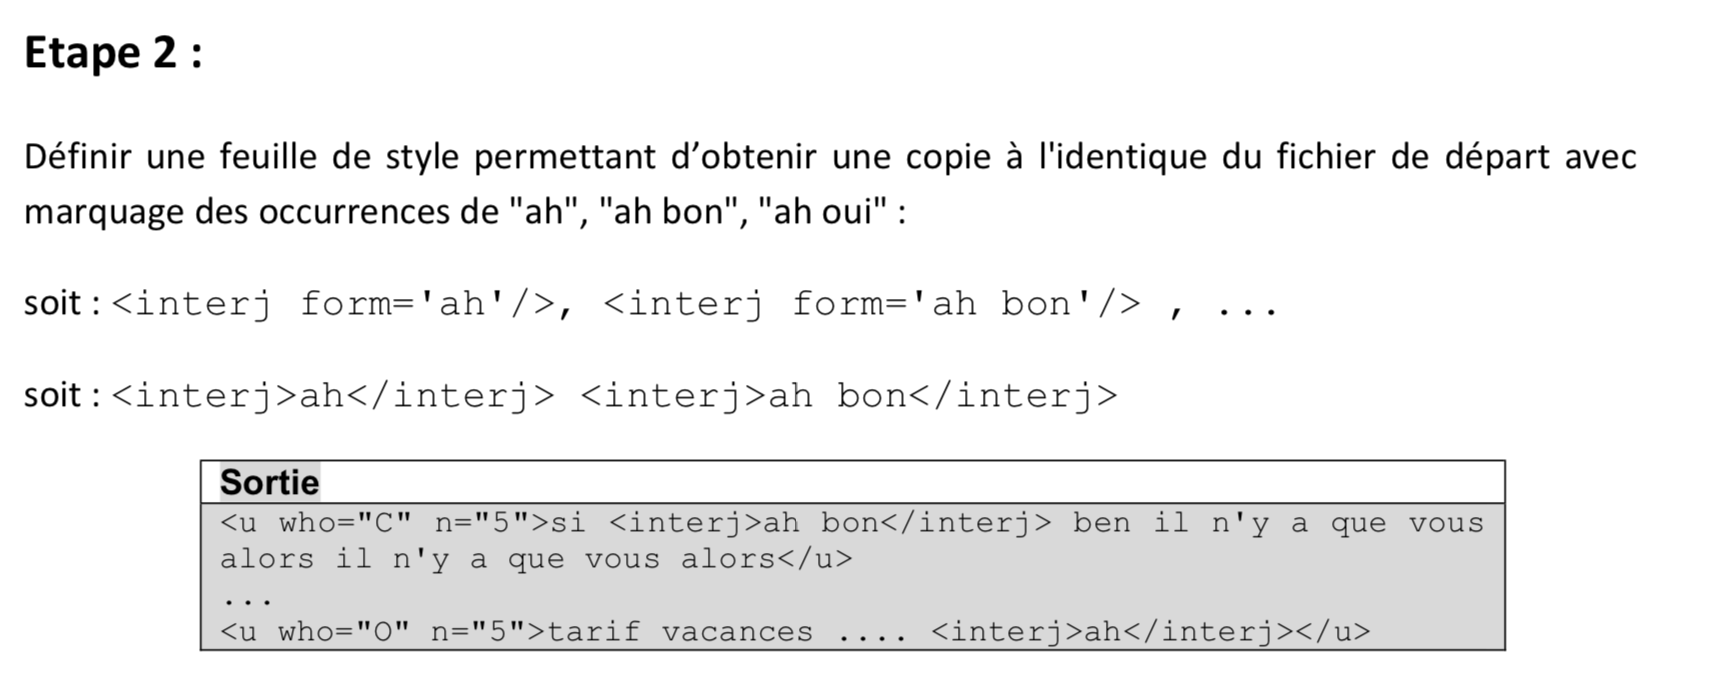 Etape 2 :
Définir une feuille de style permettant d’obtenir une copie à l'identique du fichier de départ avec
marquage des occurrences de "ah", "ah bon", "ah oui" :
soit : <interj form='ah'/>, <interj form='ah bon'/> , ...
soit : <interj>ah</interj> <interj>ah bon</interj>
Sortie
<u who="C" n="5">si <interj>ah bon</interj> ben il n'y a que vous
alors il n'y a que vous alors</u>
...
<u who="O" n="5">tarif vacances .... <interj>ah</interj></u>